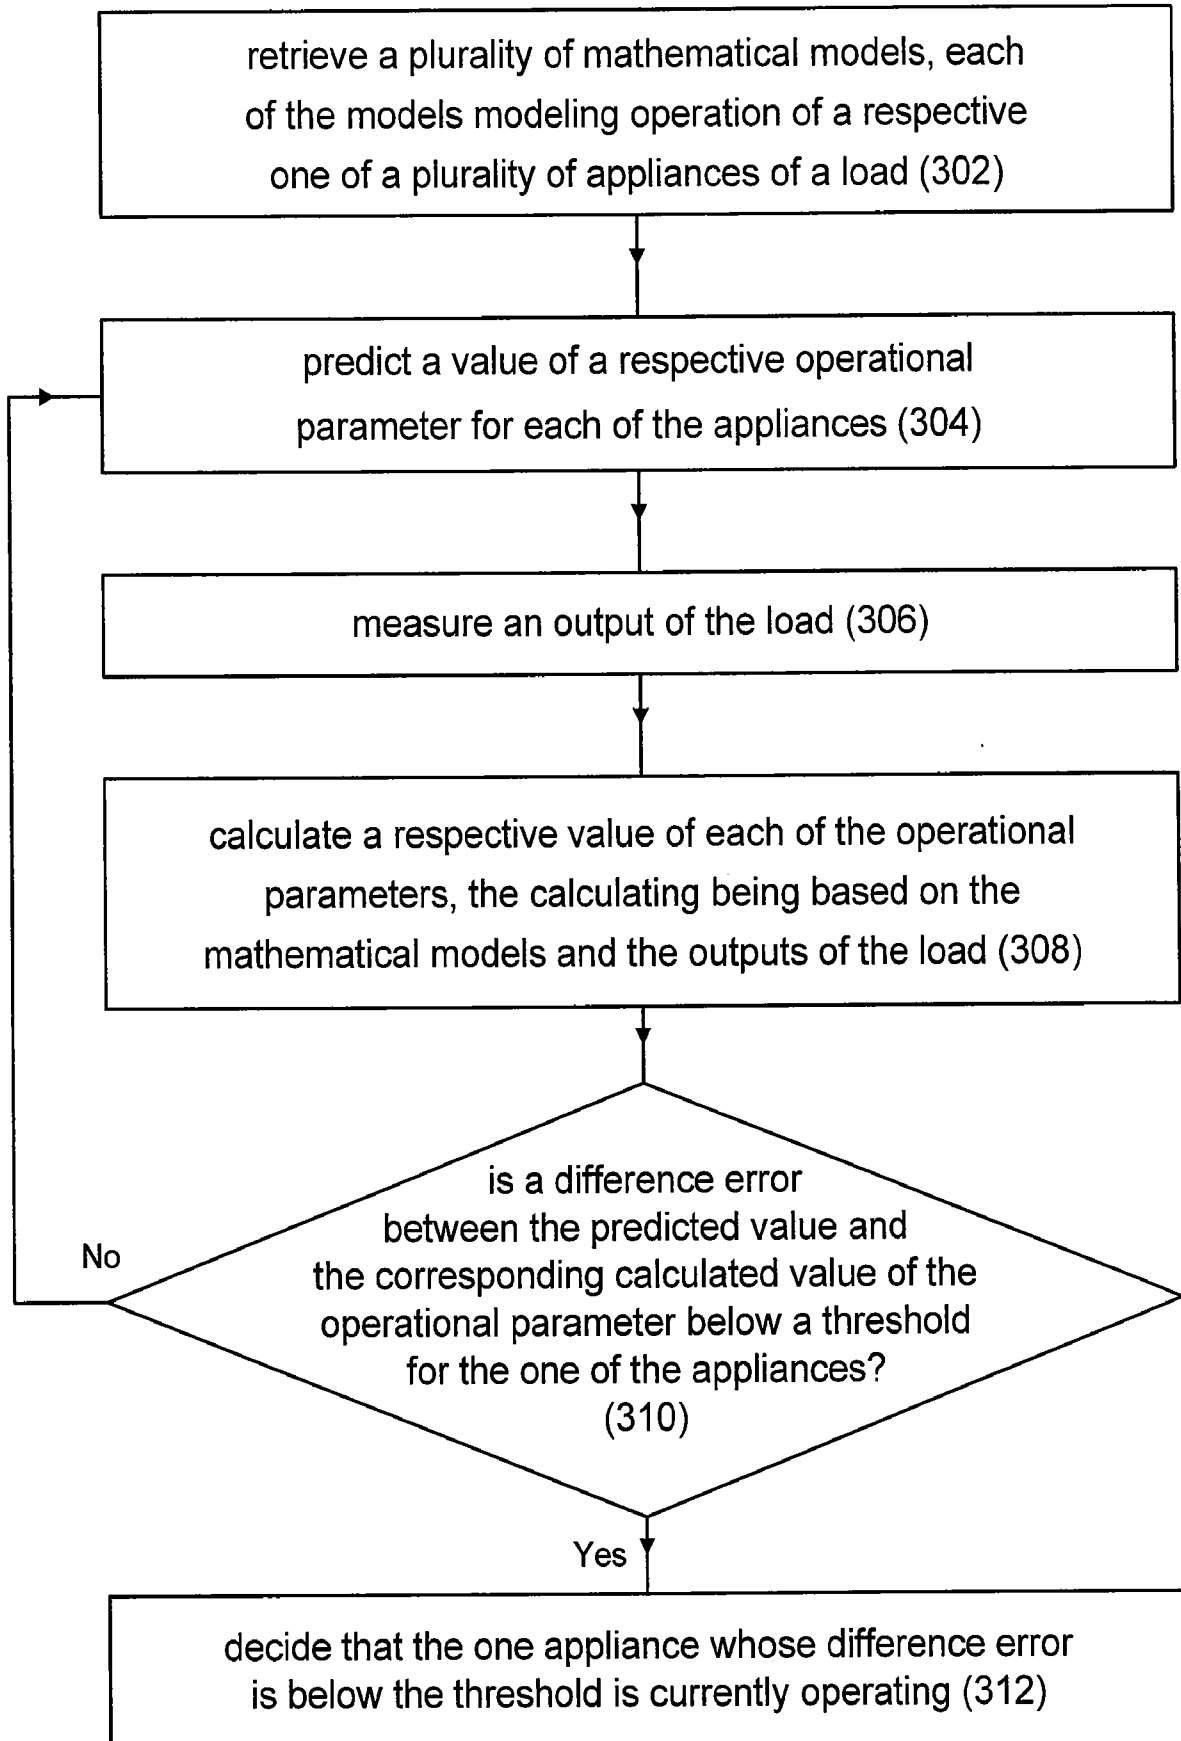 retrieve a plurality of mathematical models, each
of the models modeling operation of a respective
one of a plurality of appliances of a load (302)
predict a value of a respective operational
parameter for each of the appliances (304)
measure an output of the load (306)
calculate a respective value of each of the operational
parameters, the calculating being based on the
mathematical models and the outputs of the load (308)
is a difference error
between the predicted value and
the corresponding calculated value of the
operational parameter below a threshold
for the one of the appliances?
(310)
No
Yes
decide that the one appliance whose difference error
is below the threshold is currently operating (312)